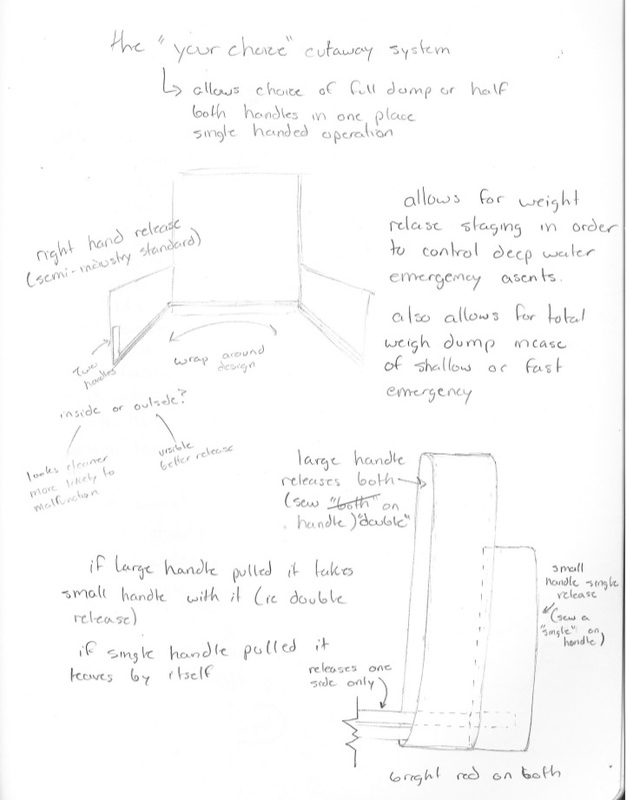 the "your choice" cutaway system
↳ allows choice of full dump or half
both handles in one place
single handed operation
right hand release
(semi-industry standard)
allows for weight
relase staging in order
to control deep water
emergency asents.
also allows for total
weigh dump incase
of shallow or fast
emergency
Two
handles
wrap around
design
inside or outside?
looks cleaner
more likely to
malfunction
visible
better release
large handle
releases both
(sew "both" on
handle) "double"
if large handle pulled it takes
small handle with it (ie double
release)
if single handle pulled it
leaves by itself
small
handle single
release
(sew a
"single" on
handle)
releases one
side only
bright red on both